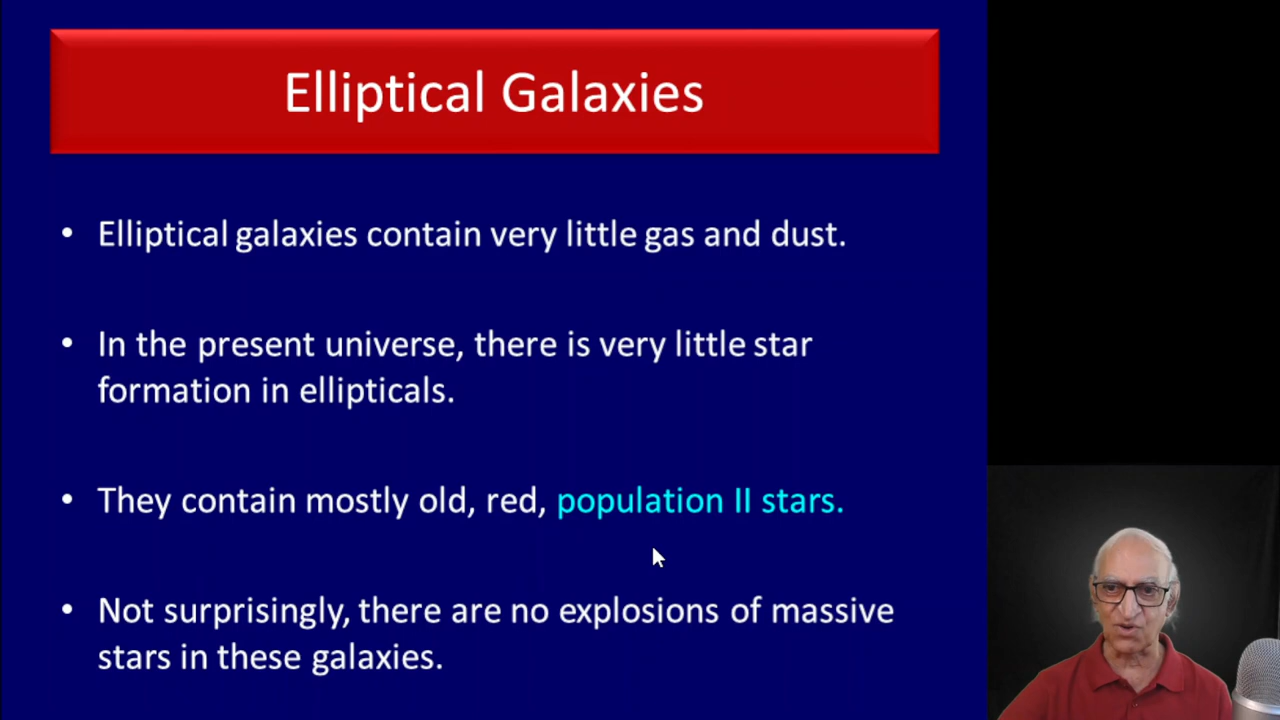 Elliptical Galaxies
• Elliptical galaxies contain very little gas and dust.
• In the present universe, there is very little star
formation in ellipticals.
• They contain mostly old, red, population II stars.
• Not surprisingly, there are no explosions of massive
stars in these galaxies.